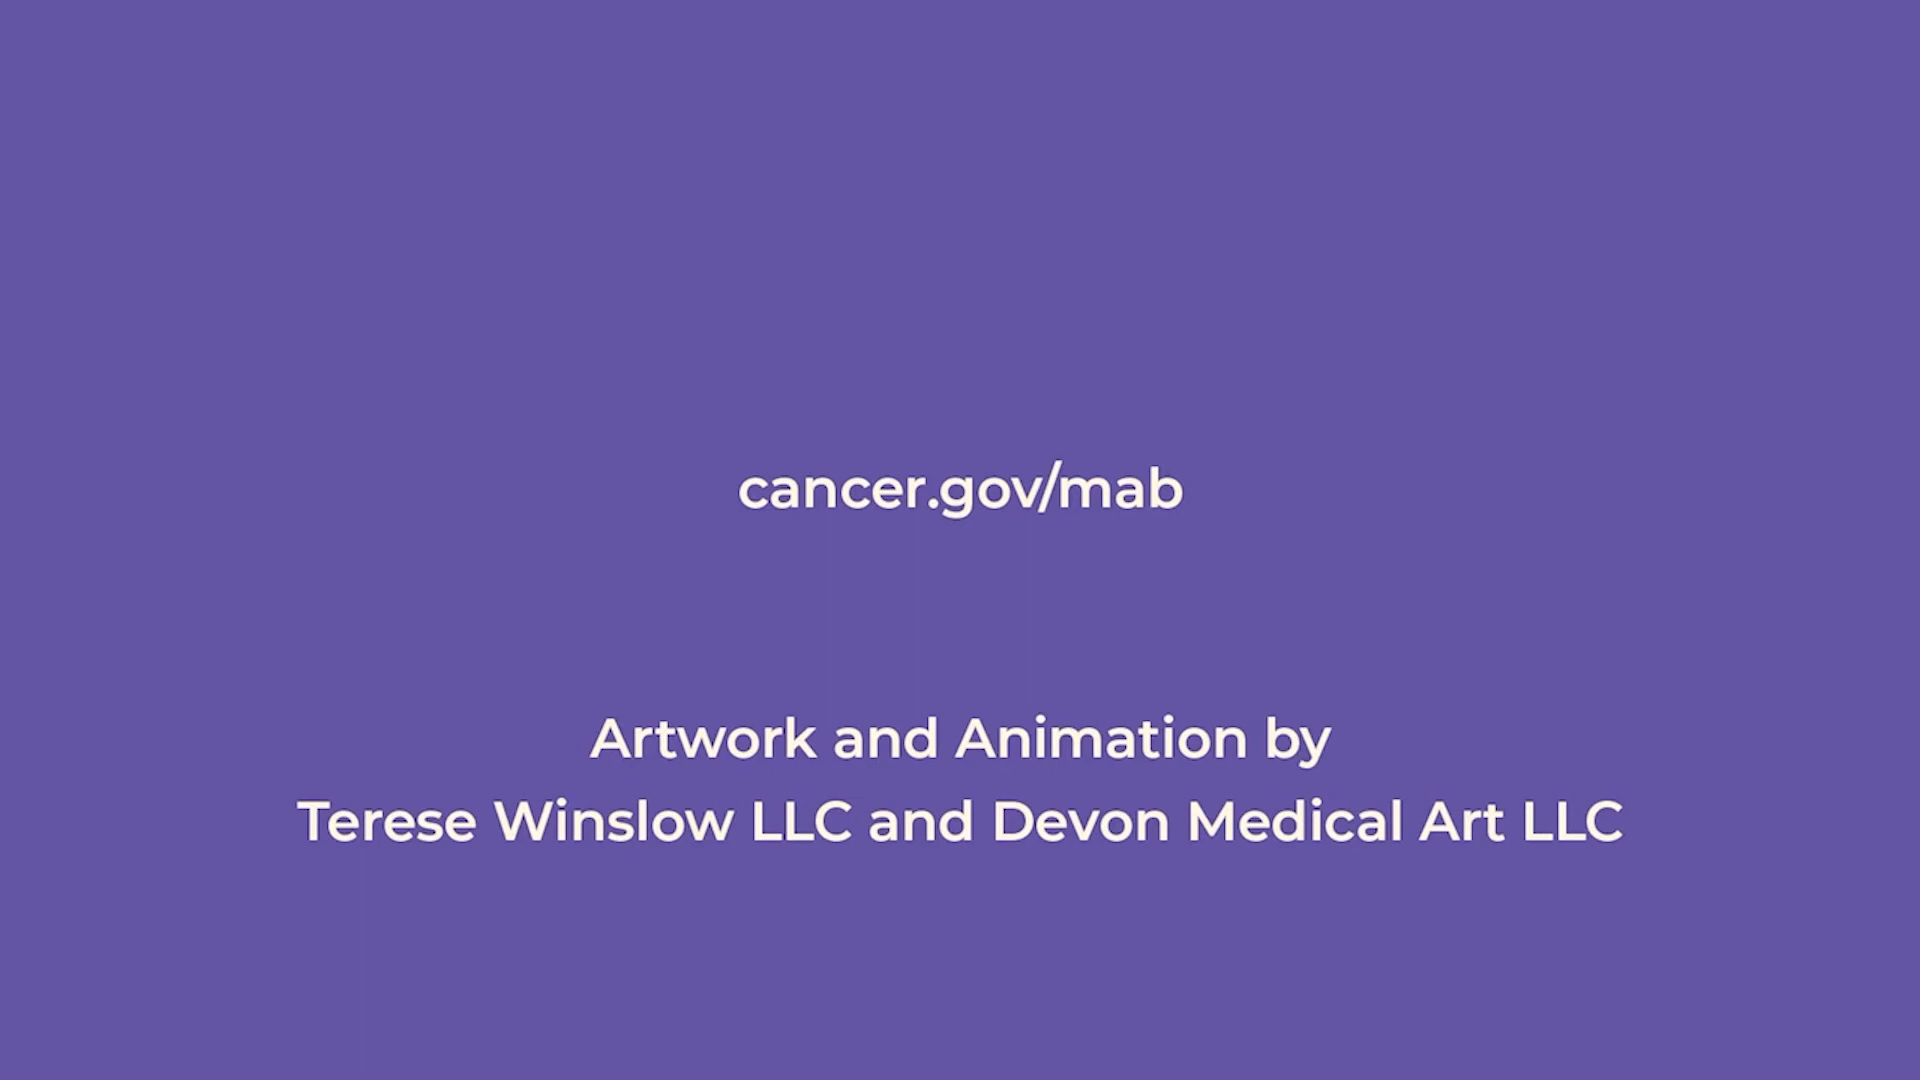 cancer.gov/mab
Artwork and Animation by
Terese Winslow LLC and Devon Medical Art LLC